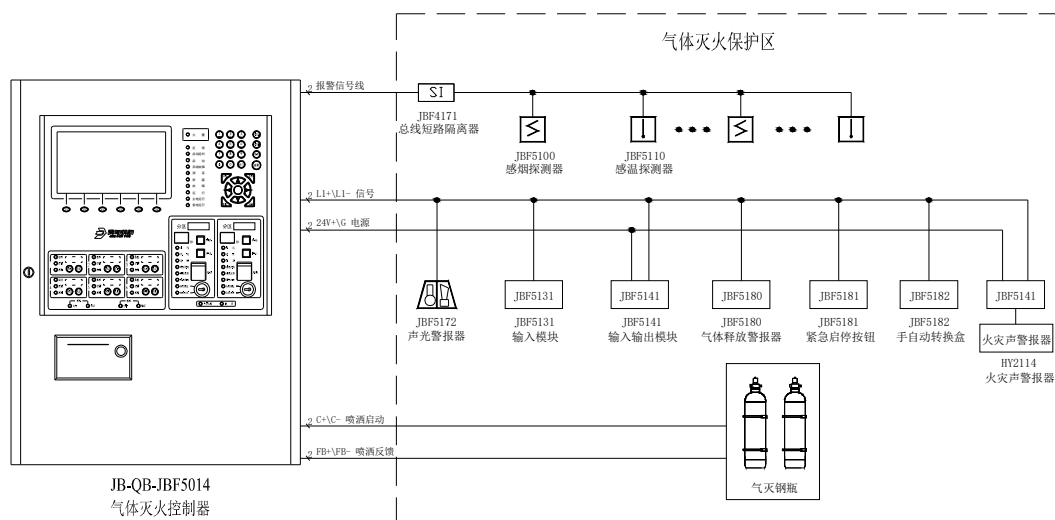 气体灭火保护区
2 报警信号线
SI
JBF4171
总线短路隔离器
JBF5100
感烟探测器
JBF5110
感温探测器
2 L1+\L1- 信号
2 24V+\G 电源
分区
分区
JBF5172
声光警报器
JBF5131
JBF5131
输入模块
JBF5141
JBF5141
输入输出模块
JBF5180
JBF5180
气体释放警报器
JBF5181
JBF5181
紧急启停按钮
JBF5182
JBF5182
手自动转换盒
JBF5141
火灾声警报器
HY2114
火灾声警报器
2 C+\C- 喷洒启动
2 FB+\FB- 喷洒反馈
气灭钢瓶
JB-QB-JBF5014
气体灭火控制器